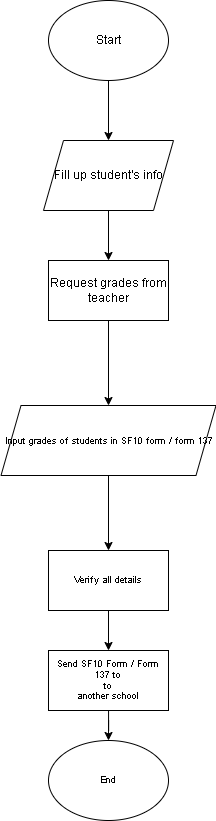 Start
Fill up student's info
Request grades from
teacher
Input grades of students in SF10 form / form 137
Verify all details
Send SF10 Form / Form
137 to
to
another school
End